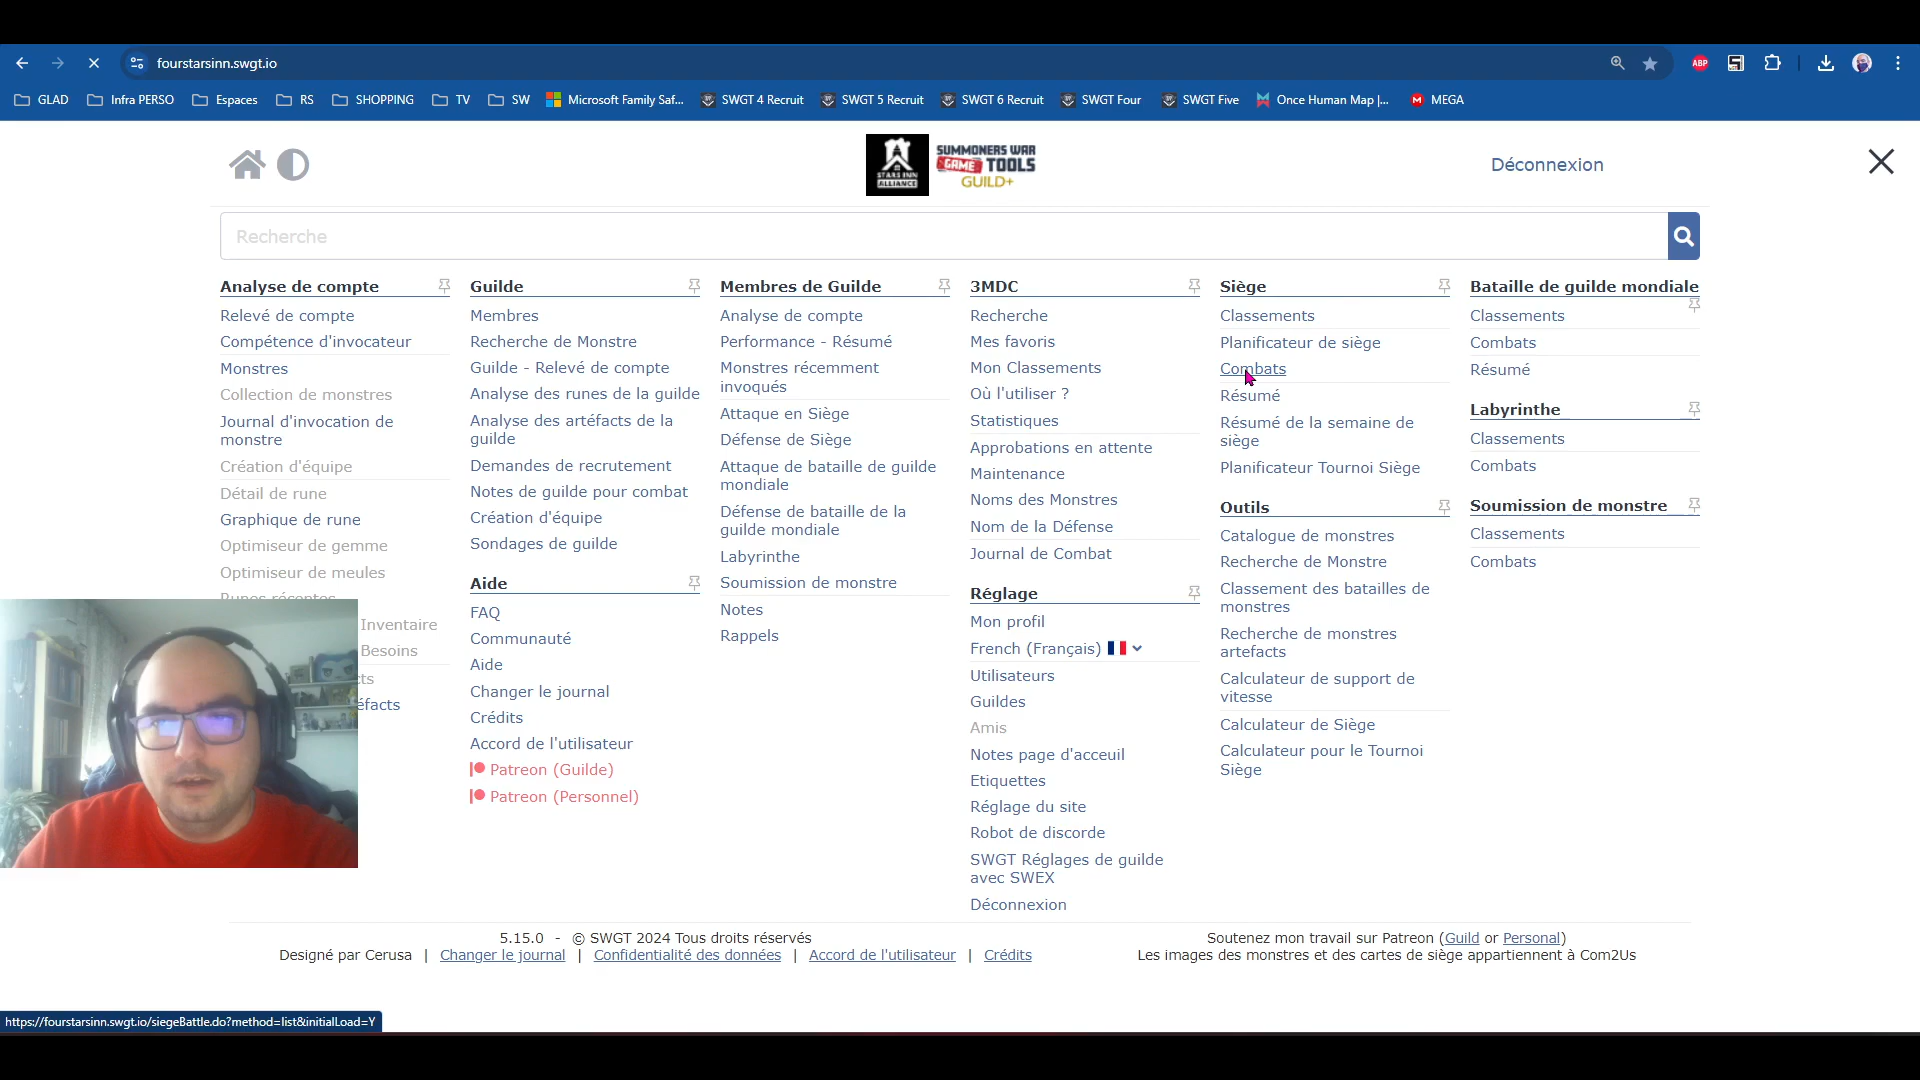 fourstarsinn.swgt.io
ABP
GLAD
Infra PERSO
Espaces
RS
SHOPPING
TV
SW
Microsoft Family Saf...
SWGT 4 Recruit
SWGT 5 Recruit
SWGT 6 Recruit
SWGT Four
SWGT Five
Once Human Map |...
MEGA
STARS INN
ALLIANCE
SUMMONERS WAR
GAME TOOLS
GUILD+
Déconnexion
Recherche
Analyse de compte
Relevé de compte
Compétence d'invocateur
Monstres
Collection de monstres
Journal d'invocation de
monstre
Création d'équipe
Détail de rune
Graphique de rune
Optimiseur de gemme
Optimiseur de meules
Runes récentes
Inventaire
Besoins
cts
éfacts
Guilde
Membres
Recherche de Monstre
Guilde - Relevé de compte
Analyse des runes de la guilde
Analyse des artéfacts de la
guilde
Demandes de recrutement
Notes de guilde pour combat
Création d'équipe
Sondages de guilde
Aide
FAQ
Communauté
Aide
Changer le journal
Crédits
Accord de l'utilisateur
Patreon (Guilde)
Patreon (Personnel)
Membres de Guilde
Analyse de compte
Performance - Résumé
Monstres récemment
invoqués
Attaque en Siège
Défense de Siège
Attaque de bataille de guilde
mondiale
Défense de bataille de la
guilde mondiale
Labyrinthe
Soumission de monstre
Notes
Rappels
3MDC
Recherche
Mes favoris
Mon Classements
Où l'utiliser ?
Statistiques
Approbations en attente
Maintenance
Noms des Monstres
Nom de la Défense
Journal de Combat
Réglage
Mon profil
French (Français)
Utilisateurs
Guildes
Amis
Notes page d'acceuil
Etiquettes
Réglage du site
Robot de discorde
SWGT Réglages de guilde
avec SWEX
Déconnexion
Siège
Classements
Planificateur de siège
Combats
Résumé
Résumé de la semaine de
siège
Planificateur Tournoi Siège
Outils
Catalogue de monstres
Recherche de Monstre
Classement des batailles de
monstres
Recherche de monstres
artefacts
Calculateur de support de
vitesse
Calculateur de Siège
Calculateur pour le Tournoi
Siège
Bataille de guilde mondiale
Classements
Combats
Résumé
Labyrinthe
Classements
Combats
Soumission de monstre
Classements
Combats
5.15.0 - © SWGT 2024 Tous droits réservés
Designé par Cerusa | Changer le journal | Confidentialité des données | Accord de l'utilisateur | Crédits
Soutenez mon travail sur Patreon (Guild or Personal)
Les images des monstres et des cartes de siège appartiennent à Com2Us
https://fourstarsinn.swgt.io/siegeBattle.do?method=list&initialLoad=Y